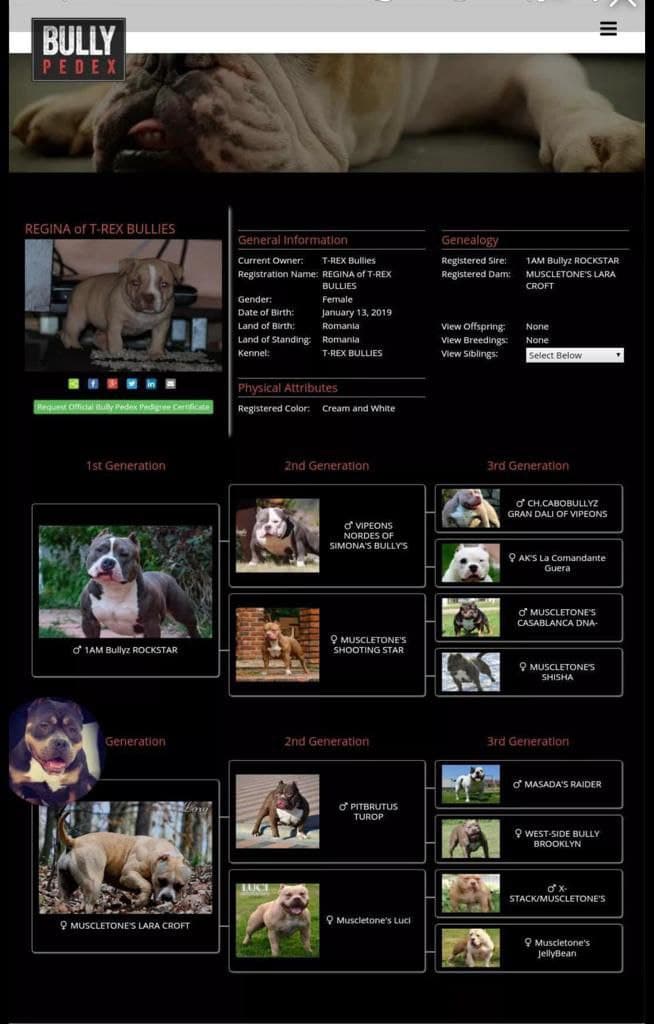 BULLY
PEDEX
REGINA of T-REX BULLIES
Request Official Bully Pedex Pedigree Certificate
General Information
Current Owner: T-REX Bullies
Registration Name: REGINA of T-REX
BULLIES
Gender: Female
Date of Birth: January 13, 2019
Land of Birth: Romania
Land of Standing: Romania
Kennel: T-REX BULLIES
Physical Attributes
Registered Color: Cream and White
Genealogy
Registered Sire: 1AM Bullyz ROCKSTAR
Registered Dam: MUSCLETONE'S LARA
CROFT
View Offspring: None
View Breedings: None
View Siblings: Select Below
1st Generation
2nd Generation
3rd Generation
♂ 1AM Bullyz ROCKSTAR
♂ VIPEONS
NORDES OF
SIMONA'S BULLY'S
♀ MUSCLETONE'S
SHOOTING STAR
♂ CH.CABOBULLYZ
GRAN DALI OF VIPEONS
♀ AK'S La Comandante
Guera
♂ MUSCLETONE'S
CASABLANCA DNA-
♀ MUSCLETONE'S
SHISHA
Generation
2nd Generation
3rd Generation
♀ MUSCLETONE'S LARA CROFT
♂ PITBRUTUS
TUROP
LUCI
♀ Muscletone's Luci
♂ MASADA'S RAIDER
♀ WEST-SIDE BULLY
BROOKLYN
♂ X-
STACK/MUSCLETONE'S
♀ Muscletone's
JellyBean